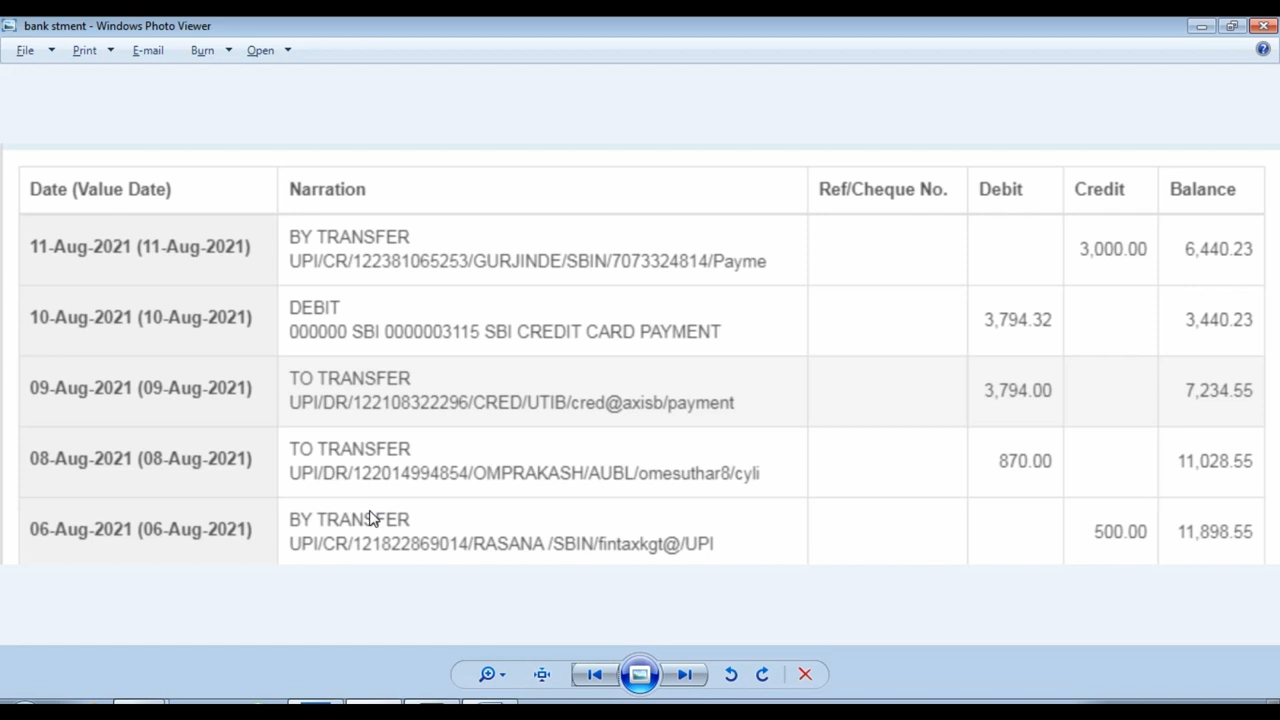 bank stment - Windows Photo Viewer
File Print E-mail Burn Open
Date (Value Date) Narration Ref/Cheque No. Debit Credit Balance
11-Aug-2021 (11-Aug-2021) BY TRANSFER
UPI/CR/122381065253/GURJINDE/SBIN/7073324814/Payme 3,000.00 6,440.23
10-Aug-2021 (10-Aug-2021) DEBIT
000000 SBI 0000003115 SBI CREDIT CARD PAYMENT 3,794.32 3,440.23
09-Aug-2021 (09-Aug-2021) TO TRANSFER
UPI/DR/122108322296/CRED/UTIB/cred@axisb/payment 3,794.00 7,234.55
08-Aug-2021 (08-Aug-2021) TO TRANSFER
UPI/DR/122014994854/OMPRAKASH/AUBL/omesuthar8/cyli 870.00 11,028.55
06-Aug-2021 (06-Aug-2021) BY TRANSFER
UPI/CR/121822869014/RASANA /SBIN/fintaxkgt@/UPI 500.00 11,898.55